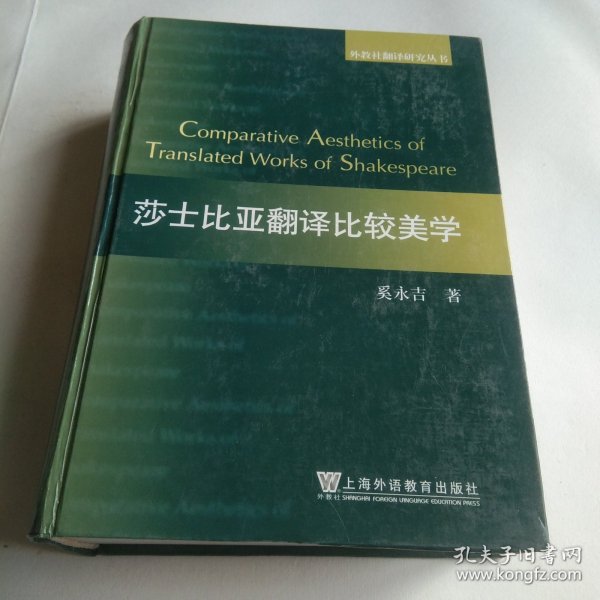 外教社翻译研究丛书
Comparative Aesthetics of
Translated Works of Shakespeare
莎士比亚翻译比较美学
奚永吉 著
W
外教社
上海外语教育出版社
SHANGHAI FOREIGN LANGUAGE EDUCATION PRESS
孔夫子旧书网
www.kongfz.com